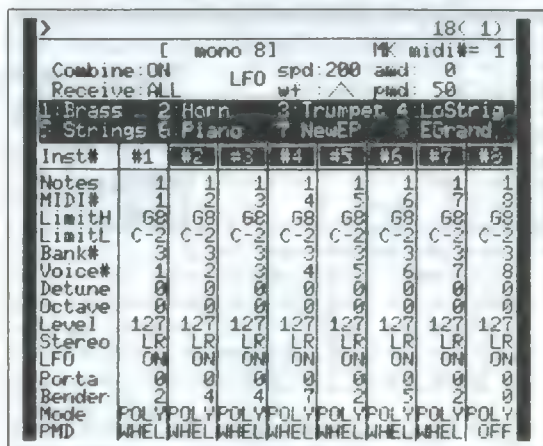 > 18( 1)
[ mono 8] MK midi#= 1
Combine:ON LFO spd:200 amd: 0
Receive:ALL wf : pmd: 50
1:Brass 2:Horn 3:Trumpet 4:LoStrig
5:Strings 6:Piano 7 NewEP 8 EGrand
Inst# #1 #2 #3 #4 #5 #6 #7 #8
Notes 1 1 1 1 1 1 1 1
MIDI# 1 2 3 4 5 6 7 8
LimitH G8 G8 G8 G8 G8 G8 G8 G8
LimitL C-2 C-2 C-2 C-2 C-2 C-2 C-2 C-2
Bank# 3 3 3 3 3 3 3 3
Voice# 1 2 3 4 5 6 7 8
Detune 0 0 0 0 0 0 0 0
Octave 0 0 0 0 0 0 0 0
Level 127 127 127 127 127 127 127 127
Stereo LR LR LR LR LR LR LR LR
LFO ON ON ON ON ON ON ON ON
Porta 0 0 0 0 0 0 0 0
Bender 2 4 4 7 2 5 2 0
Mode POLY POLY POLY POLY POLY POLY POLY POLY
PMD WHEL WHEL WHEL WHEL WHEL WHEL WHEL OFF